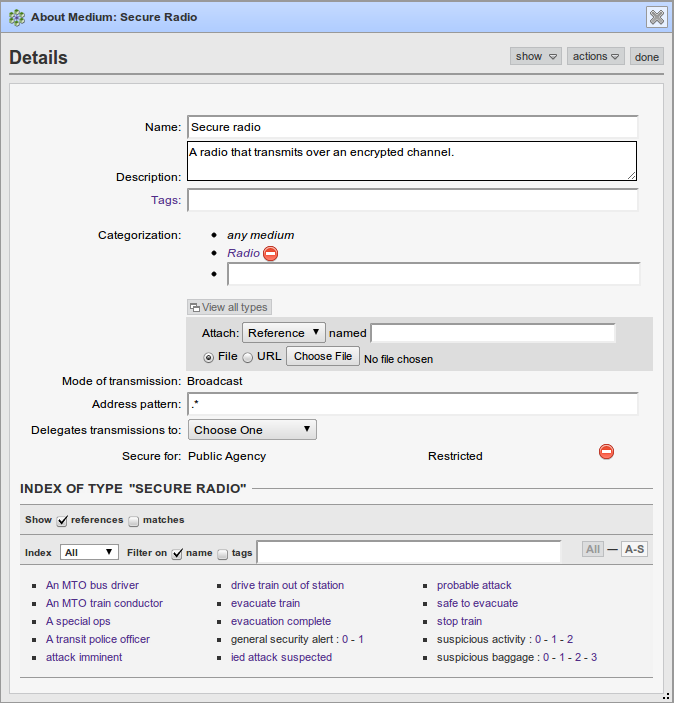 About Medium: Secure Radio
Details
show actions done
Name: Secure radio
Description: A radio that transmits over an encrypted channel.
Tags:
Categorization: any medium
Radio
View all types
Attach: Reference named
File URL Choose File No file chosen
Mode of transmission: Broadcast
Address pattern: .*
Delegates transmissions to: Choose One
Secure for: Public Agency Restricted
INDEX OF TYPE "SECURE RADIO"
Show references matches
Index All Filter on name tags All — A-S
An MTO bus driver drive train out of station probable attack
An MTO train conductor evacuate train safe to evacuate
A special ops evacuation complete stop train
A transit police officer general security alert : 0 - 1 suspicious activity : 0 - 1 - 2
attack imminent ied attack suspected suspicious baggage : 0 - 1 - 2 - 3